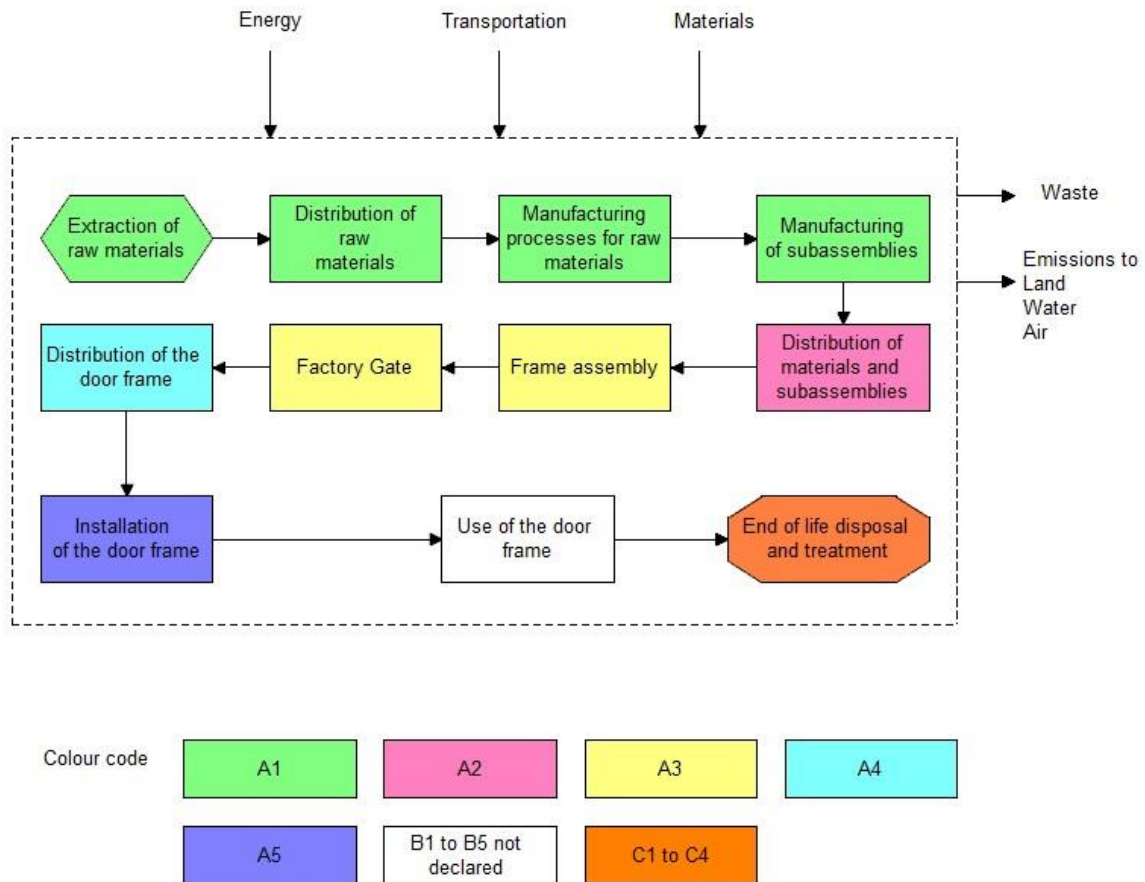 Energy
Transportation
Materials
Extraction of
raw materials
Distribution of
raw
materials
Manufacturing
processes for raw
materials
Manufacturing
of subassemblies
Waste
Emissions to
Land
Water
Air
Distribution of the
door frame
Factory Gate
Frame assembly
Distribution of
materials and
subassemblies
Installation
of the door frame
Use of the door
frame
End of life disposal
and treatment
Colour code
A1
A2
A3
A4
A5
B1 to B5 not
declared
C1 to C4